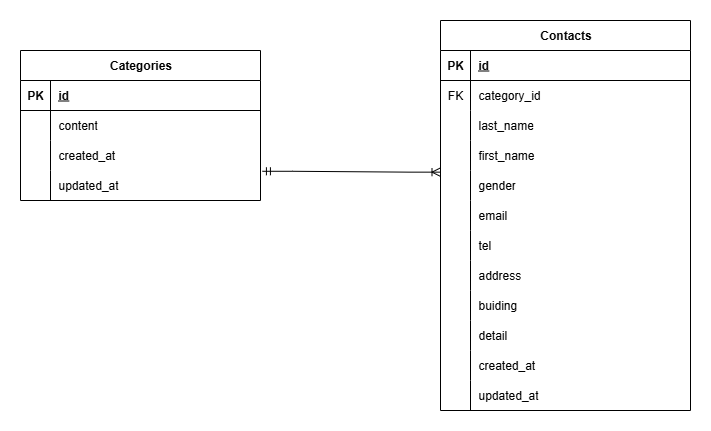 Categories
PK id
content
created_at
updated_at
Contacts
PK id
FK category_id
last_name
first_name
gender
email
tel
address
buiding
detail
created_at
updated_at